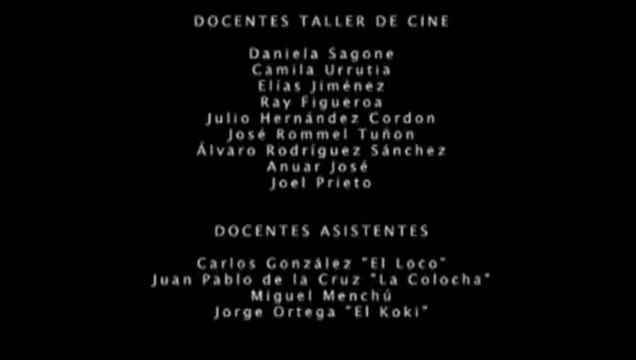 DOCENTES TALLER DE CINE
Daniela Sagone
Camila Urrutia
Elías Jiménez
Ray Figueroa
Julio Hernández Cordon
José Rommel Tuñon
Álvaro Rodríguez Sánchez
Anuar José
Joel Prieto
DOCENTES ASISTENTES
Carlos González "El Loco"
Juan Pablo de la Cruz "La Colocha"
Miguel Menchú
Jorge Ortega "El Koki"